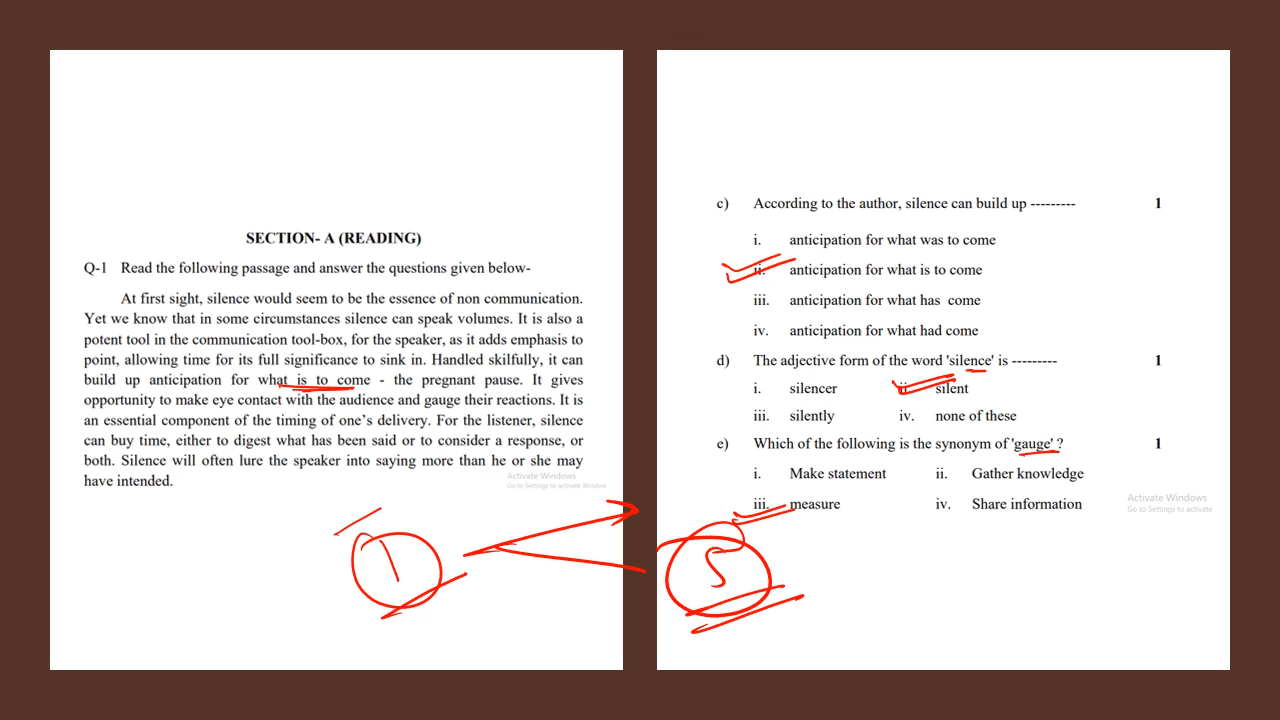 SECTION- A (READING)
Q-1 Read the following passage and answer the questions given below-
At first sight, silence would seem to be the essence of non communication.
Yet we know that in some circumstances silence can speak volumes. It is also a
potent tool in the communication tool-box, for the speaker, as it adds emphasis to
point, allowing time for its full significance to sink in. Handled skilfully, it can
build up anticipation for what is to come - the pregnant pause. It gives
opportunity to make eye contact with the audience and gauge their reactions. It is
an essential component of the timing of one's delivery. For the listener, silence
can buy time, either to digest what has been said or to consider a response, or
both. Silence will often lure the speaker into saying more than he or she may
have intended.
Activate Windows
Go to Settings to activate Window
1
c) According to the author, silence can build up --------- 1
i. anticipation for what was to come
ii. anticipation for what is to come
iii. anticipation for what has come
iv. anticipation for what had come
d) The adjective form of the word 'silence' is --------- 1
i. silencer ii. silent
iii. silently iv. none of these
e) Which of the following is the synonym of 'gauge' ? 1
i. Make statement ii. Gather knowledge
iii. measure iv. Share information
Activate Windows
Go to Settings to activate
5